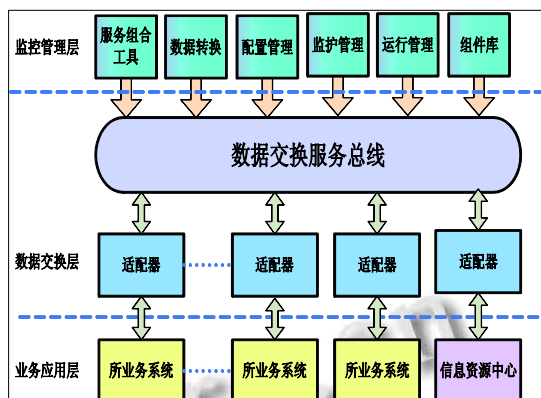 监控管理层
服务组合
工具
数据转换
配置管理
监护管理
运行管理
组件库
数据交换服务总线
数据交换层
适配器
适配器
适配器
适配器
业务应用层
所业务系统
所业务系统
所业务系统
信息资源中心